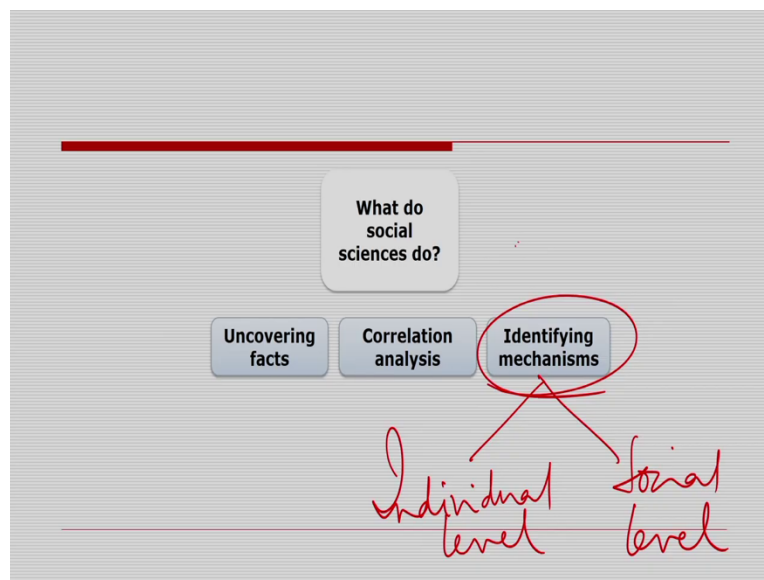 What do
social
sciences do?
Uncovering
facts
Correlation
analysis
Identifying
mechanisms
Individual
level
Social
level